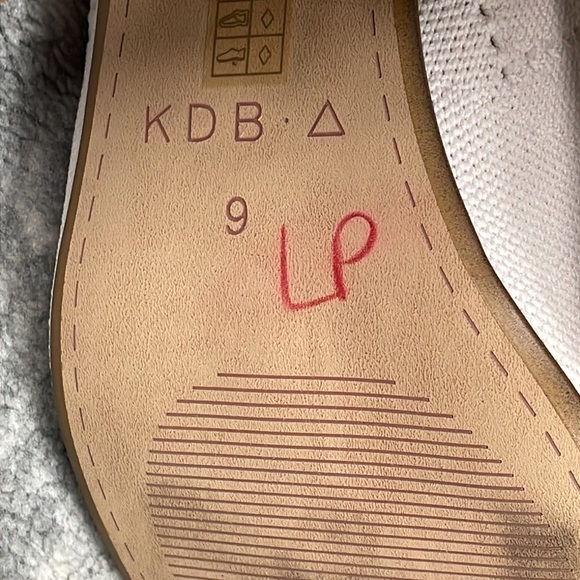 KDB · Δ
9
LP